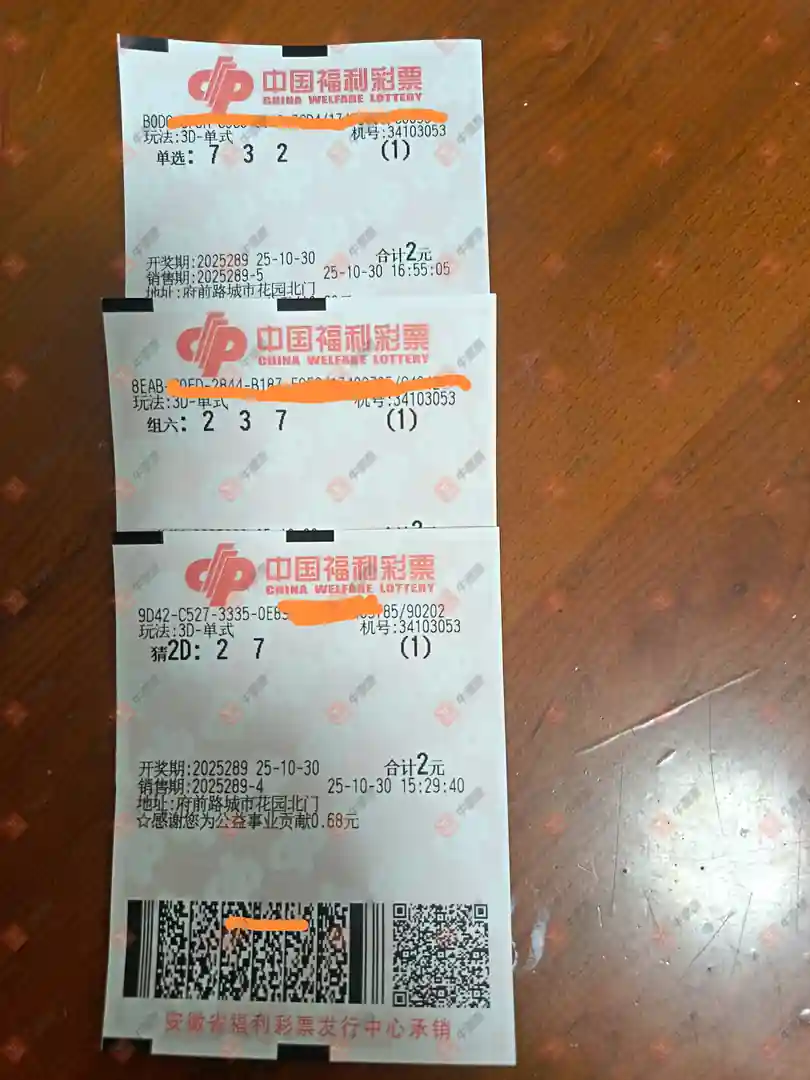 中国福利彩票
CHINA WELFARE LOTTERY
玩法:3D-单式 机号:34103053
单选: 7 3 2 (1)
开奖期:2025289 25-10-30 合计2元
销售期:2025289-5 25-10-30 16:55:05
地址:府前路城市花园北门
中国福利彩票
CHINA WELFARE LOTTERY
8EAB
玩法:3D-单式 机号:34103053
组六: 2 3 7 (1)
中国福利彩票
CHINA WELFARE LOTTERY
9D42-C527-3335-0E8 785/90202
玩法:3D-单式 机号:34103053
猜2D: 2 7 (1)
开奖期:2025289 25-10-30 合计2元
销售期:2025289-4 25-10-30 15:29:40
地址:府前路城市花园北门
☆感谢您为公益事业贡献0.68元
安徽省福利彩票发行中心承销